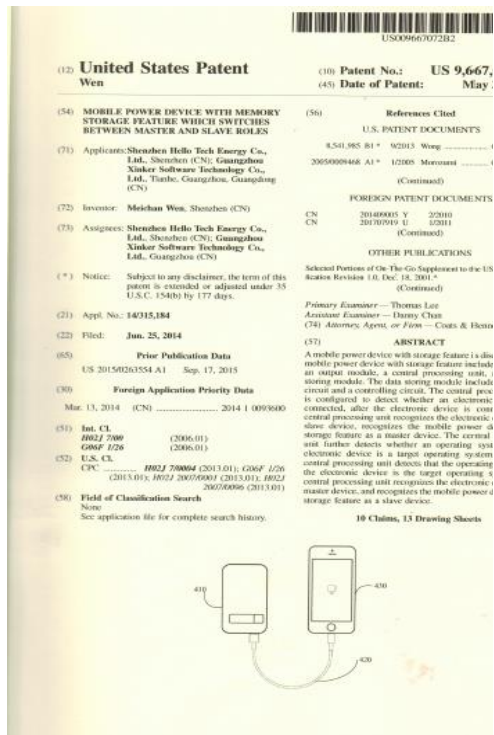 US009667072B2
(12) United States Patent
Wen
(10) Patent No.: US 9,667,
(45) Date of Patent: May
(54) MOBILE POWER DEVICE WITH MEMORY
STORAGE FEATURE WHICH SWITCHES
BETWEEN MASTER AND SLAVE ROLES
(71) Applicants: Shenzhen Hello Tech Energy Co.,
Ltd., Shenzhen (CN); Guangzhou
Xinker Software Technology Co.,
Ltd., Tianhe, Guangzhou, Guangdong
(CN)
(72) Inventor: Meichan Wen, Shenzhen (CN)
(73) Assignees: Shenzhen Hello Tech Energy Co.,
Ltd., Shenzhen (CN); Guangzhou
Xinker Software Technology Co.,
Ltd., Guangzhou (CN)
( * ) Notice: Subject to any disclaimer, the term of this
patent is extended or adjusted under 35
U.S.C. 154(b) by 177 days.
(21) Appl. No.: 14/315,184
(22) Filed: Jun. 25, 2014
(65) Prior Publication Data
US 2015/0263554 A1 Sep. 17, 2015
(30) Foreign Application Priority Data
Mar. 13, 2014 (CN) .................... 2014 1 0093600
(51) Int. Cl.
H02J 7/00 (2006.01)
G06F 1/26 (2006.01)
(52) U.S. Cl.
CPC .......... H02J 7/0004 (2013.01); G06F 1/26
(2013.01); H02J 2007/0001 (2013.01); H02J
2007/0096 (2013.01)
(58) Field of Classification Search
None
See application file for complete search history.
(56) References Cited
U.S. PATENT DOCUMENTS
8,541,985 B1 * 9/2013 Wong
2005/0009468 A1 * 1/2005 Morozumi
(Continued)
FOREIGN PATENT DOCUMENTS
CN 201409005 Y 2/2010
CN 201707919 U 1/2011
(Continued)
OTHER PUBLICATIONS
Selected Portions of On-The-Go Supplement to the US
fication Revision 1.0, Dec. 18, 2001.*
(Continued)
Primary Examiner — Thomas Lee
Assistant Examiner — Danny Chan
(74) Attorney, Agent, or Firm — Coats & Benn
(57) ABSTRACT
A mobile power device with storage feature is disc
mobile power device with storage feature include
an output module, a central processing unit,
storing module. The data storing module include
circuit and a controlling circuit. The central proc
is configured to detect whether an electronic
connected, after the electronic device is conn
central processing unit recognizes the electronic
slave device, recognizes the mobile power d
storage feature as a master device. The central
unit further detects whether an operating syst
electronic device is a target operating system
central processing unit detects that the operating
the electronic device is the target operating s
central processing unit recognizes the electronic
master device, and recognizes the mobile power d
storage feature as a slave device.
10 Claims, 13 Drawing Sheets
410
430
420